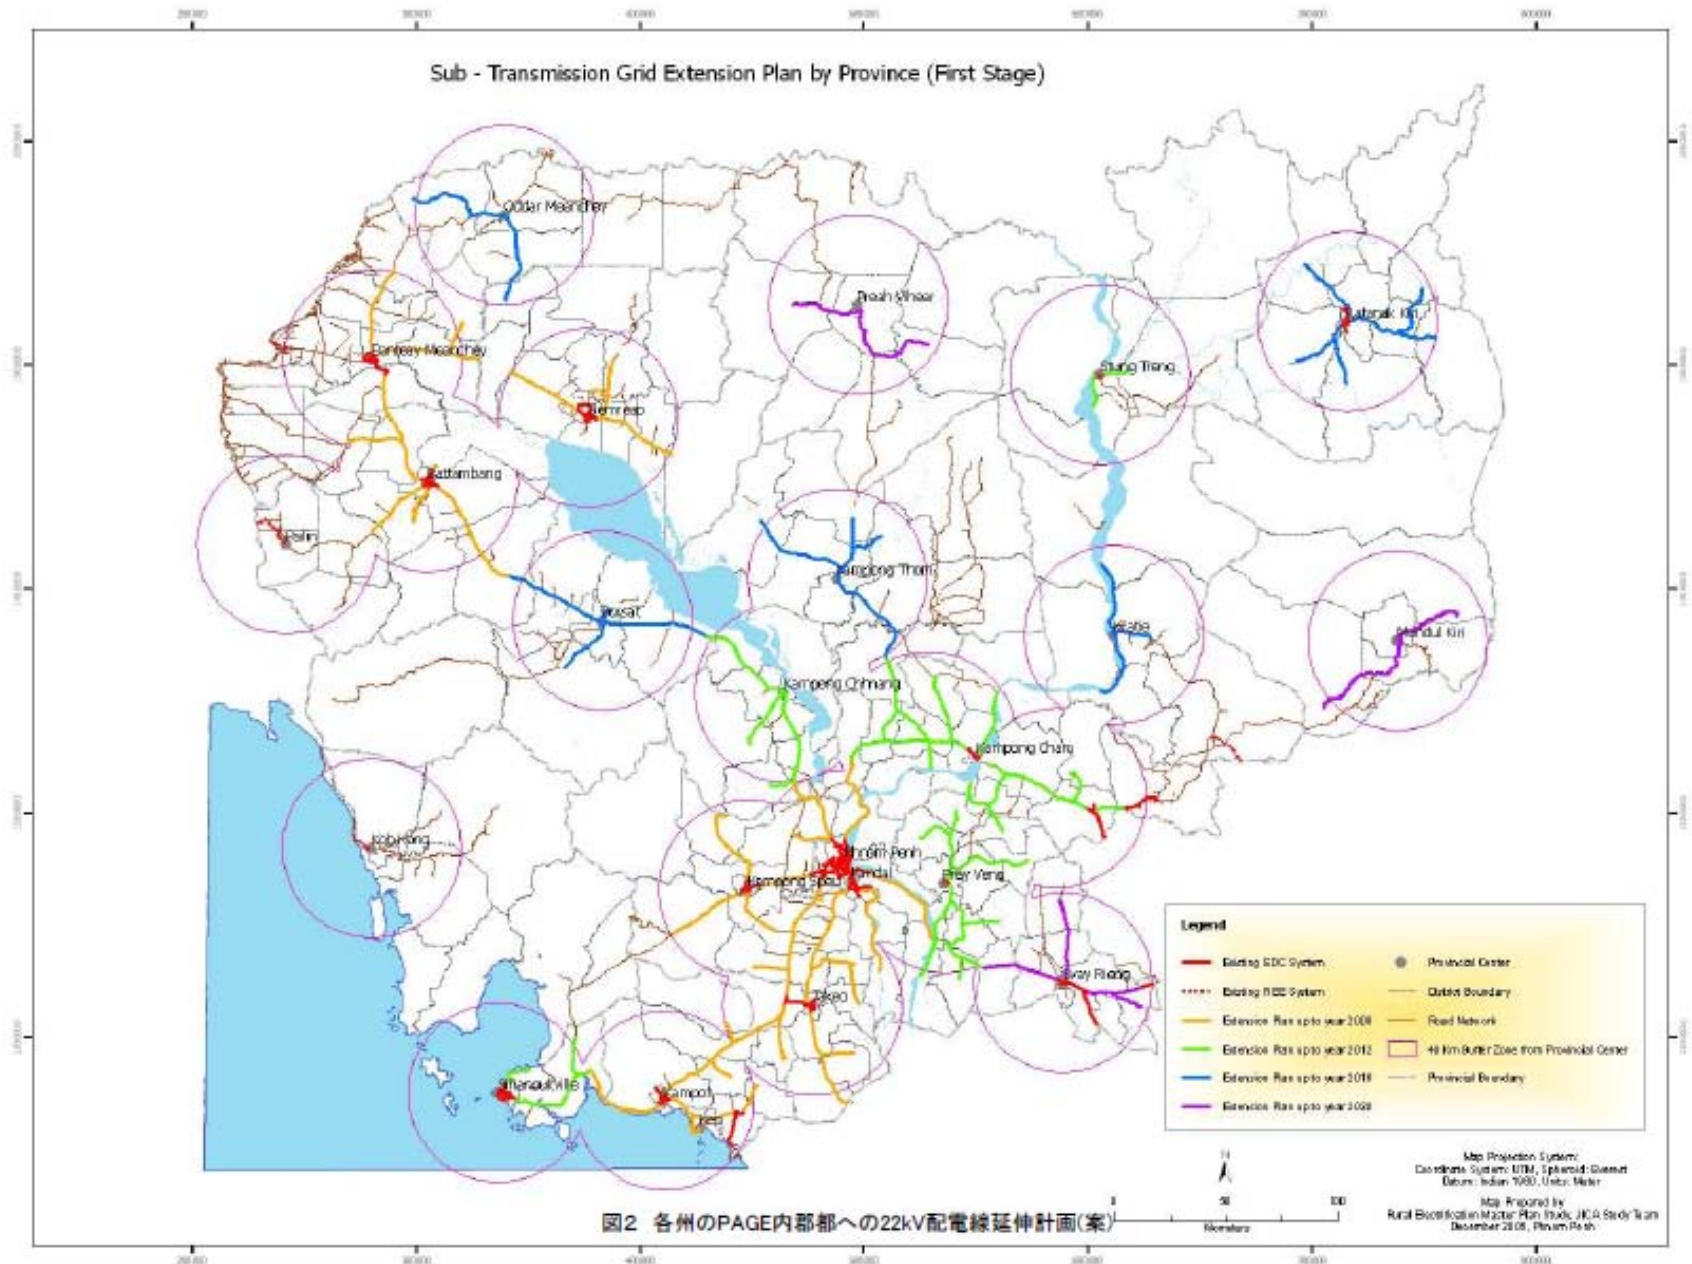 Sub - Transmission Grid Extension Plan by Province (First Stage)
Oddar Meanchey
Preah Vihear
Ratanak Kiri
Banteay Meanchey
Stung Treng
Siemreap
Battambang
Pailin
Kampong Thom
Pursat
Kratie
Mondul Kiri
Kampong Chhnang
Kampong Cham
Koh Kong
Phnom Penh
Kandal
Kampong Speu
Prey Veng
Svay Rieng
Takeo
Sihanoukville
Kampot
Kep
Legend
Existing EDC System
Existing REE System
Extension Plan up to year 2008
Extension Plan up to year 2012
Extension Plan up to year 2016
Extension Plan up to year 2020
Provincial Center
District Boundary
Road Network
40 Km Buffer Zone from Provincial Center
Provincial Boundary
N
0 50 100
Kilometers
Map Projection System:
Coordinate System: UTM, Spheroid: Everest
Datum: Indian 1960, Units: Meter
Map Prepared by
Rural Electrification Master Plan Study, JICA Study Team
December 2005, Phnom Penh
図2 各州のPAGE内郡都への22kV配電線延伸計画(案)